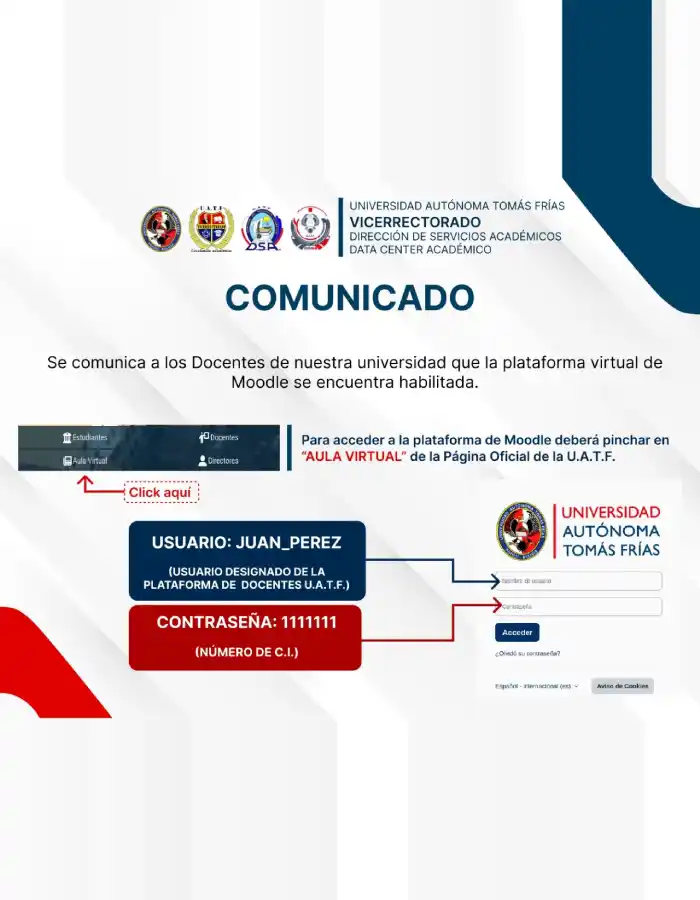 UNIVERSIDAD AUTÓNOMA TOMÁS FRÍAS
VICERRECTORADO
DIRECCIÓN DE SERVICIOS ACADÉMICOS
DATA CENTER ACADÉMICO
U.A.T.F.
DSA
COMUNICADO
Se comunica a los Docentes de nuestra universidad que la plataforma virtual de
Moodle se encuentra habilitada.
Estudiantes
Docentes
Aula Virtual
Directores
Para acceder a la plataforma de Moodle deberá pinchar en
“AULA VIRTUAL” de la Página Oficial de la U.A.T.F.
Click aquí
USUARIO: JUAN_PEREZ
(USUARIO DESIGNADO DE LA
PLATAFORMA DE DOCENTES U.A.T.F.)
CONTRASEÑA: 1111111
(NÚMERO DE C.I.)
UNIVERSIDAD
AUTÓNOMA
TOMÁS FRÍAS
Nombre de usuario
Contraseña
Acceder
¿Olvidó su contraseña?
Español - Internacional (es)
Aviso de Cookies